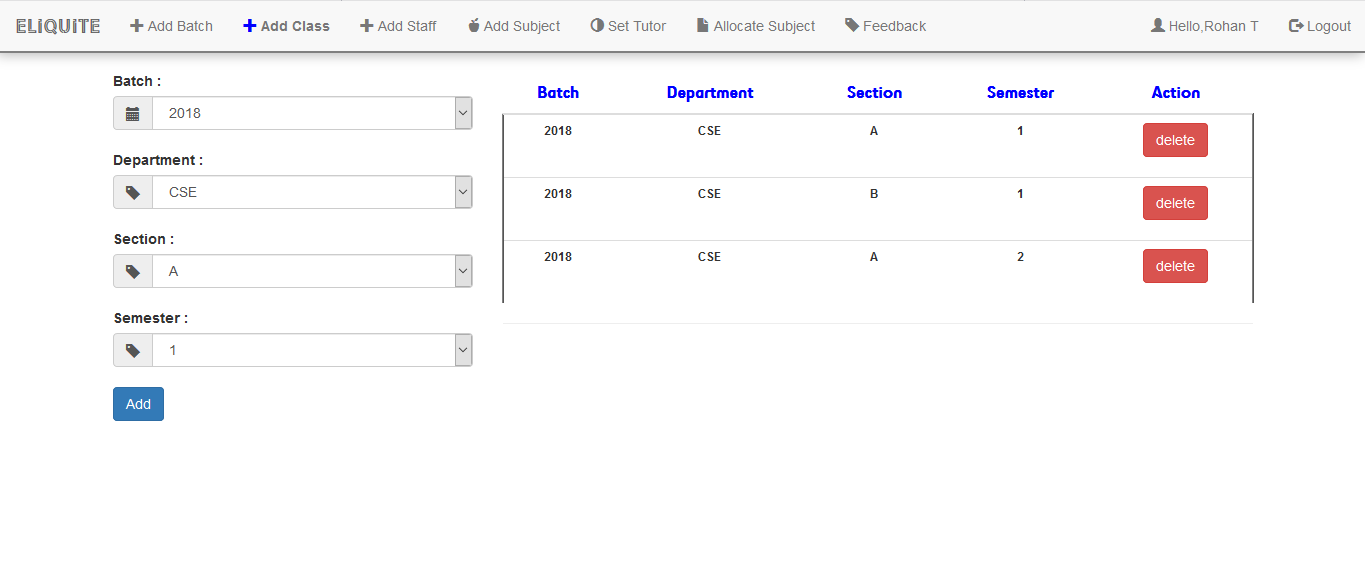 ELiQUiTE Add Batch Add Class Add Staff Add Subject Set Tutor Allocate Subject Feedback Hello,Rohan T Logout
Batch :
2018
Department :
CSE
Section :
A
Semester :
1
Add
Batch Department Section Semester Action
2018 CSE A 1 delete
2018 CSE B 1 delete
2018 CSE A 2 delete